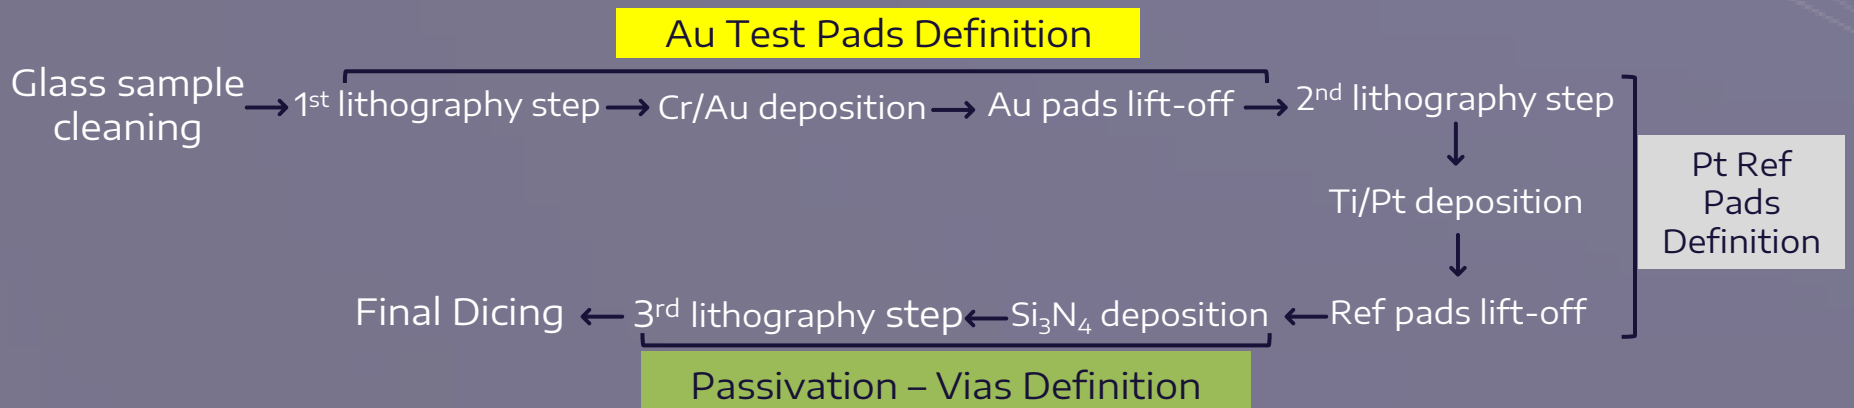 Au Test Pads Definition
Glass sample
cleaning
1st lithography step
Cr/Au deposition
Au pads lift-off
2nd lithography step
Pt Ref
Pads
Definition
Ti/Pt deposition
Ref pads lift-off
Si₃N₄ deposition
3rd lithography step
Final Dicing
Passivation – Vias Definition